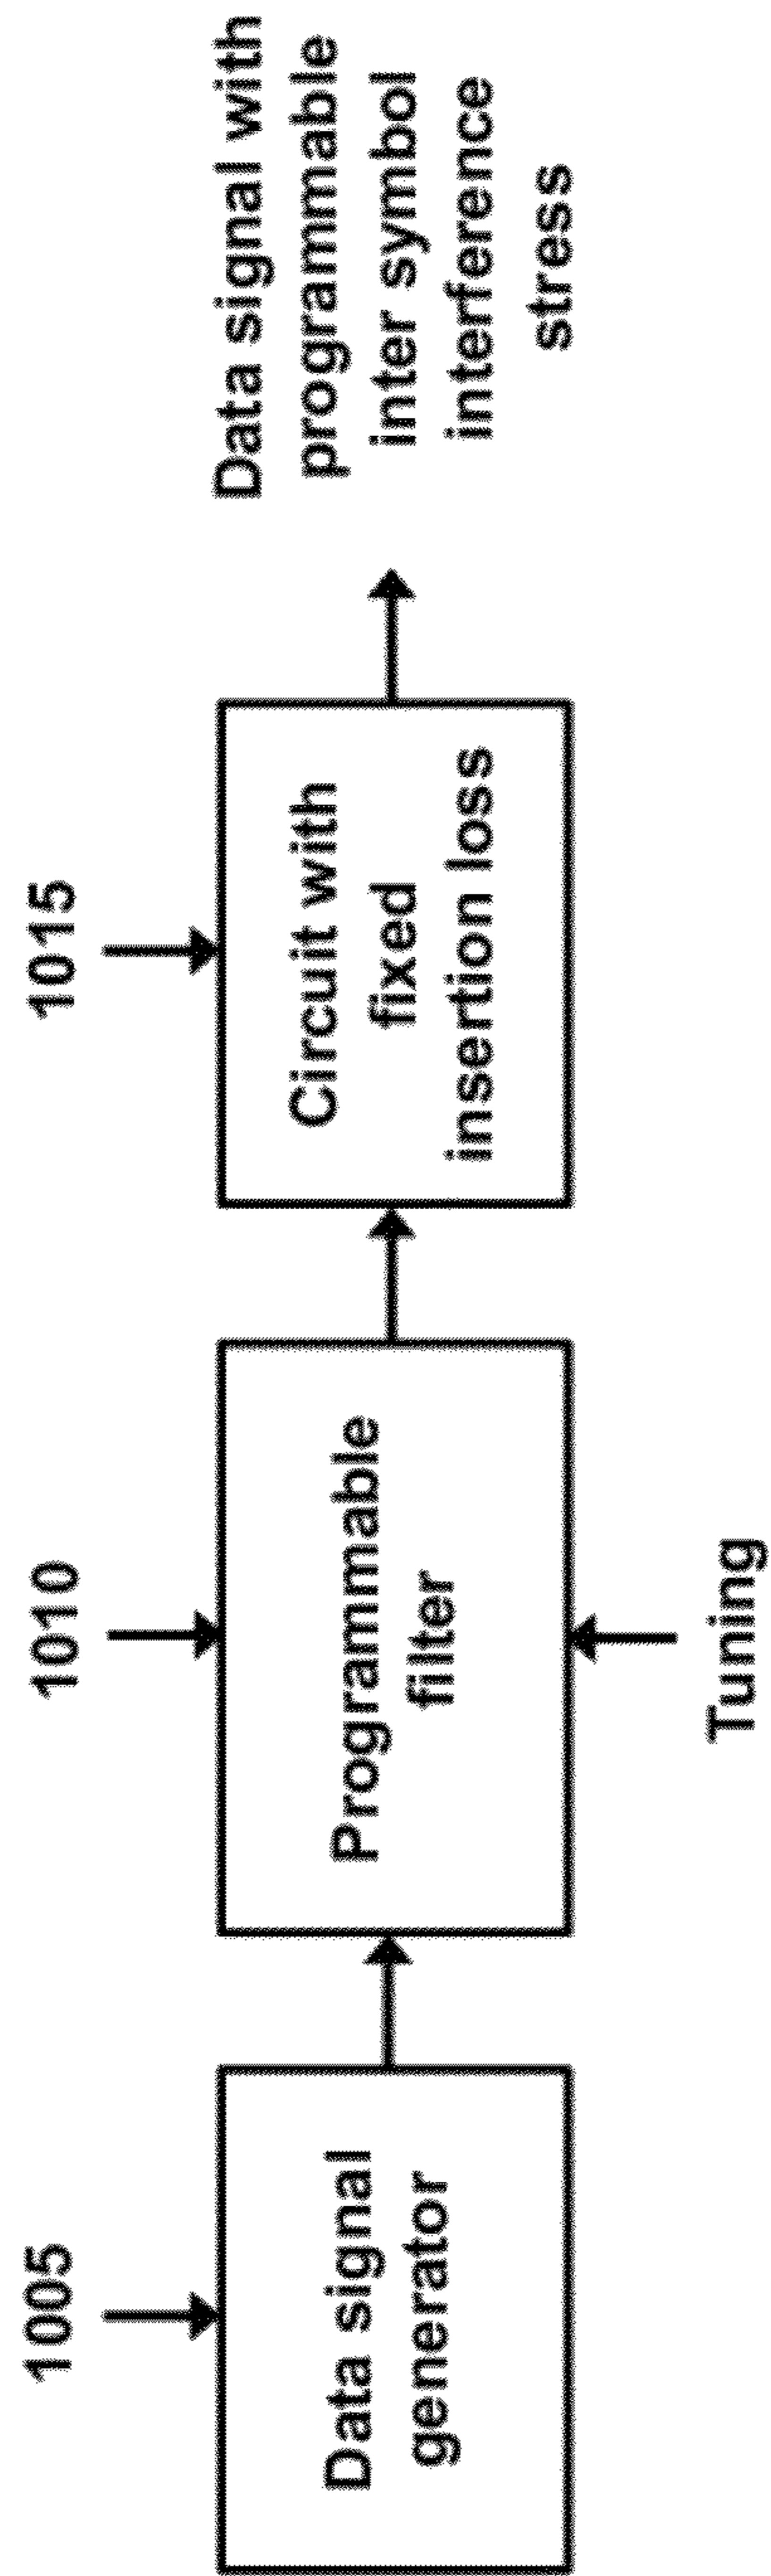 1005
Data signal
generator
1010
Programmable
filter
Tuning
1015
Circuit with
fixed
insertion loss
Data signal with
programmable
inter symbol
interference
stress